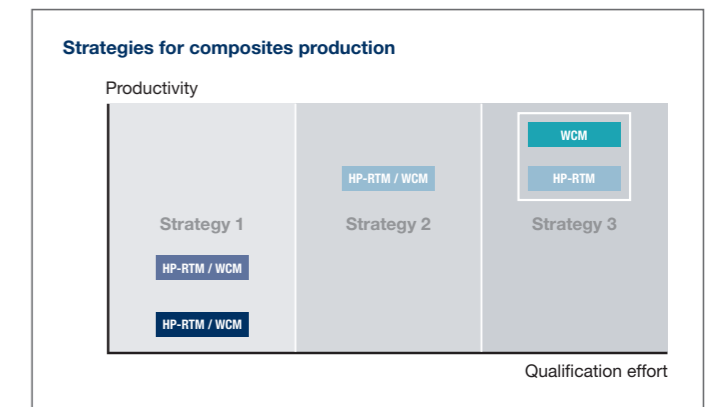 Strategies for composites production
Productivity
WCM
HP-RTM / WCM
HP-RTM
Strategy 1
Strategy 2
Strategy 3
HP-RTM / WCM
HP-RTM / WCM
Qualification effort